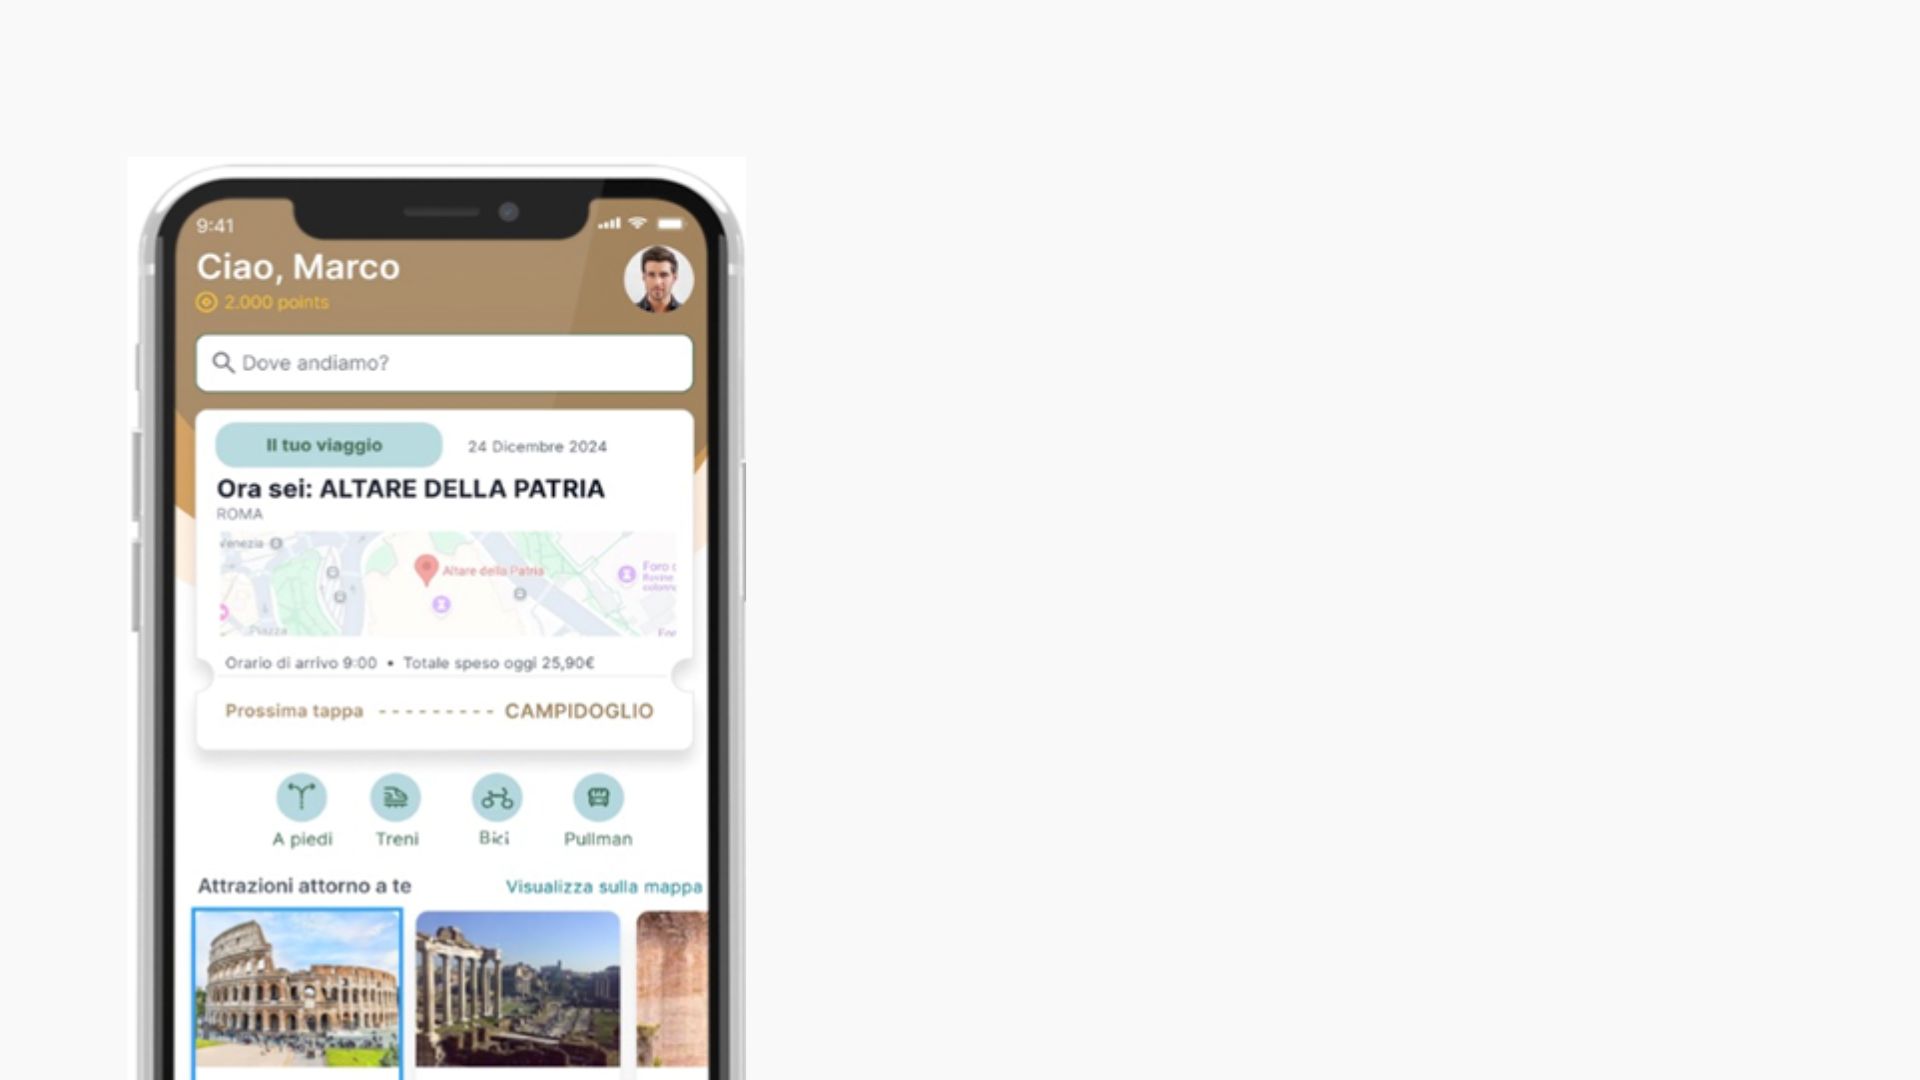 9:41
Ciao, Marco
2.000 points
Dove andiamo?
Il tuo viaggio 24 Dicembre 2024
Ora sei: ALTARE DELLA PATRIA
ROMA
Venezia
Altare della Patria
Foro
colonn
Piazza
Orario di arrivo 9:00 • Totale speso oggi 25,90€
Prossima tappa --------- CAMPIDOGLIO
A piedi Treni Bici Pullman
Attrazioni attorno a te Visualizza sulla mappa